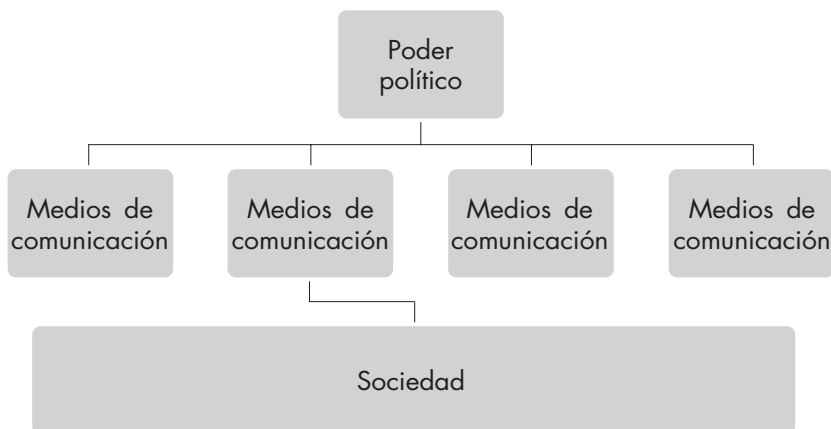 Poder
político
Medios de
comunicación
Medios de
comunicación
Medios de
comunicación
Medios de
comunicación
Sociedad